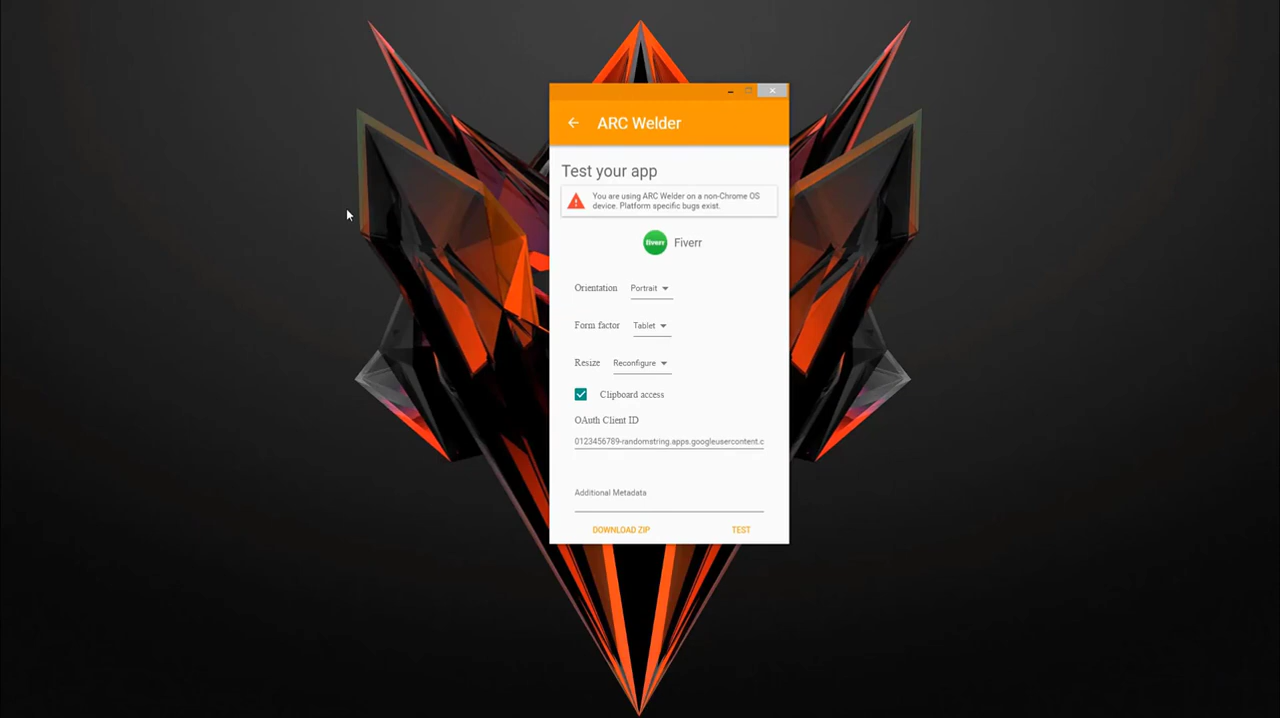 ARC Welder
Test your app
You are using ARC Welder on a non-Chrome OS
device. Platform specific bugs exist.
fiverr Fiverr
Orientation Portrait
Form factor Tablet
Resize Reconfigure
Clipboard access
OAuth Client ID
0123456789-randomstring.apps.googleusercontent.c
Additional Metadata
DOWNLOAD ZIP TEST